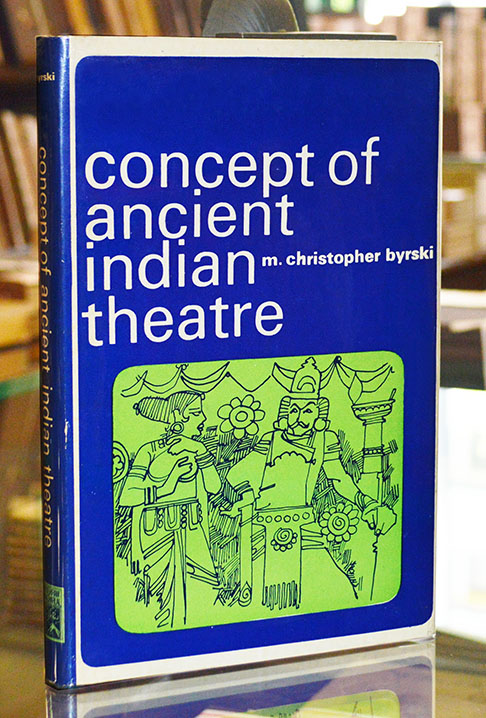 concept of
ancient
indian
m. christopher byrski
theatre
byrski
concept of ancient indian theatre